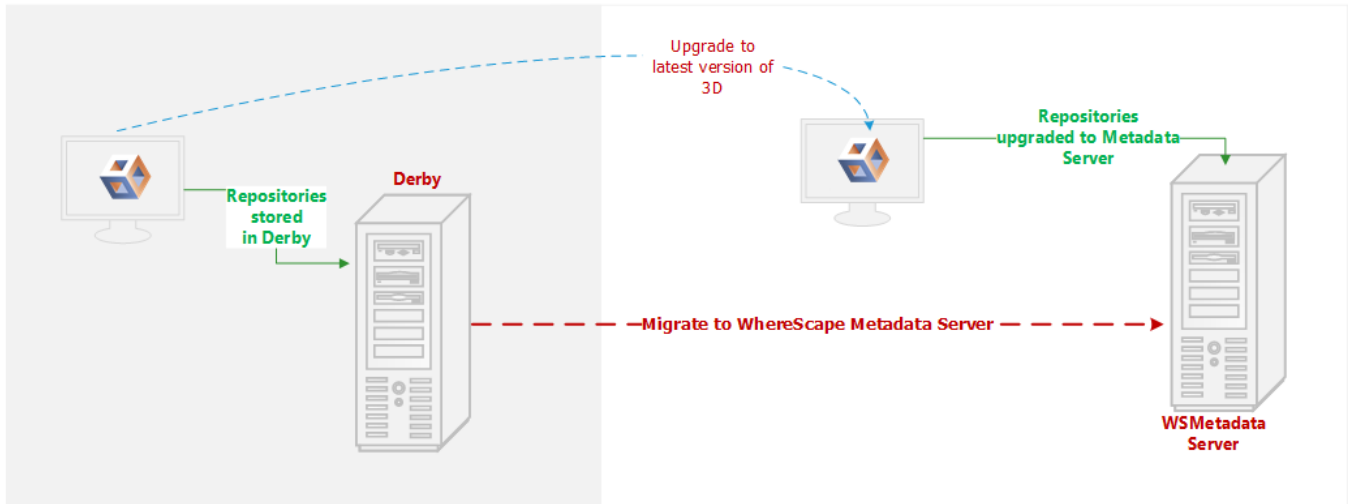 Upgrade to
latest version of
3D
Repositories
upgraded to Metadata
Server
Derby
Repositories
stored
in Derby
Migrate to WhereScape Metadata Server
WSMetadata
Server